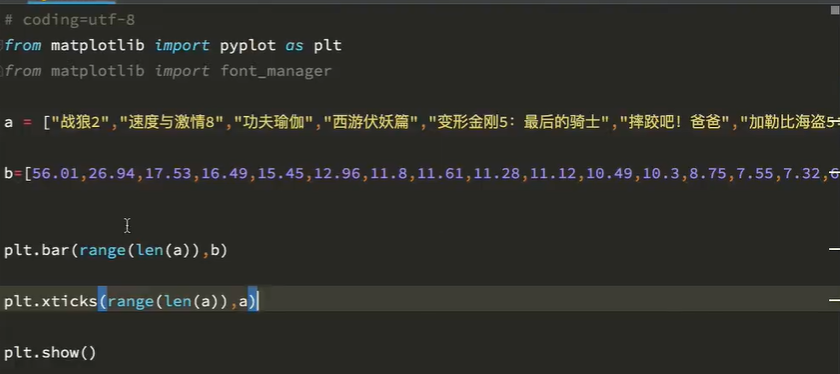 # coding=utf-8
from matplotlib import pyplot as plt
from matplotlib import font_manager
a = ["战狼2","速度与激情8","功夫瑜伽","西游伏妖篇","变形金刚5：最后的骑士","摔跤吧！爸爸","加勒比海盗5
b=[56.01,26.94,17.53,16.49,15.45,12.96,11.8,11.61,11.28,11.12,10.49,10.3,8.75,7.55,7.32,
plt.bar(range(len(a)),b)
plt.xticks(range(len(a)),a)
plt.show()